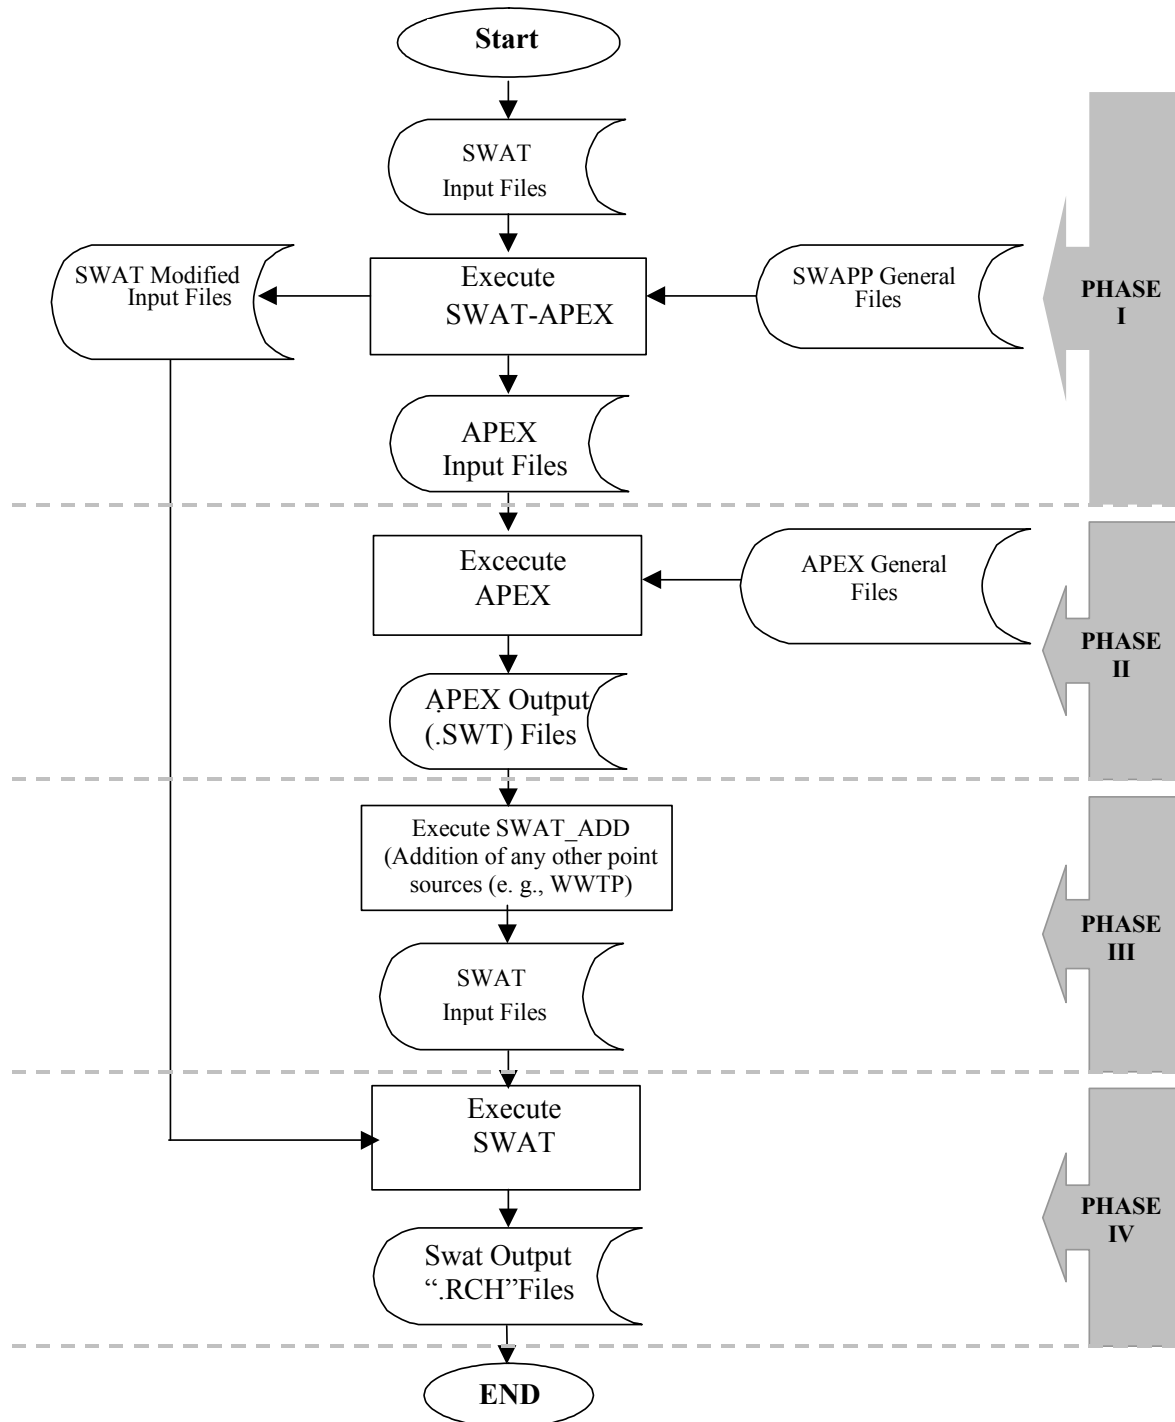 Start
SWAT
Input Files
SWAT Modified
Input Files
Execute
SWAT-APEX
SWAPP General
Files
PHASE
I
APEX
Input Files
Excecute
APEX
APEX General
Files
PHASE
II
APEX Output
(.SWT) Files
Execute SWAT_ADD
(Addition of any other point
sources (e. g., WWTP)
PHASE
III
SWAT
Input Files
Execute
SWAT
PHASE
IV
Swat Output
“.RCH”Files
END